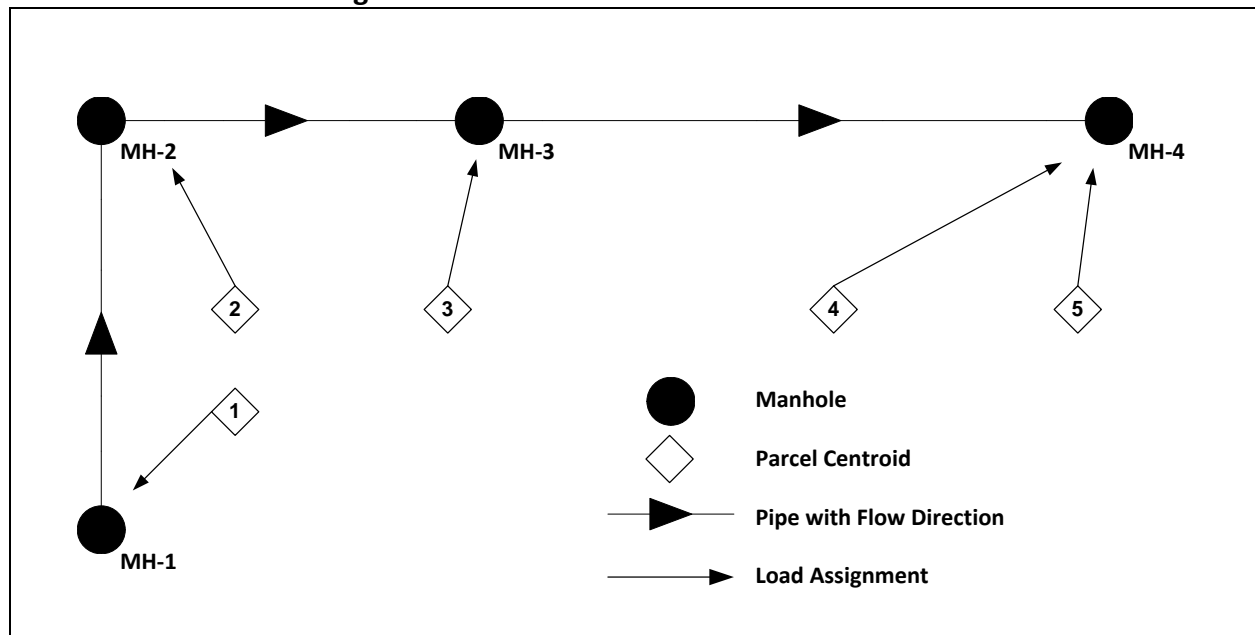 MH-2
MH-3
MH-4
2
3
4
5
1
Manhole
Parcel Centroid
Pipe with Flow Direction
MH-1
Load Assignment